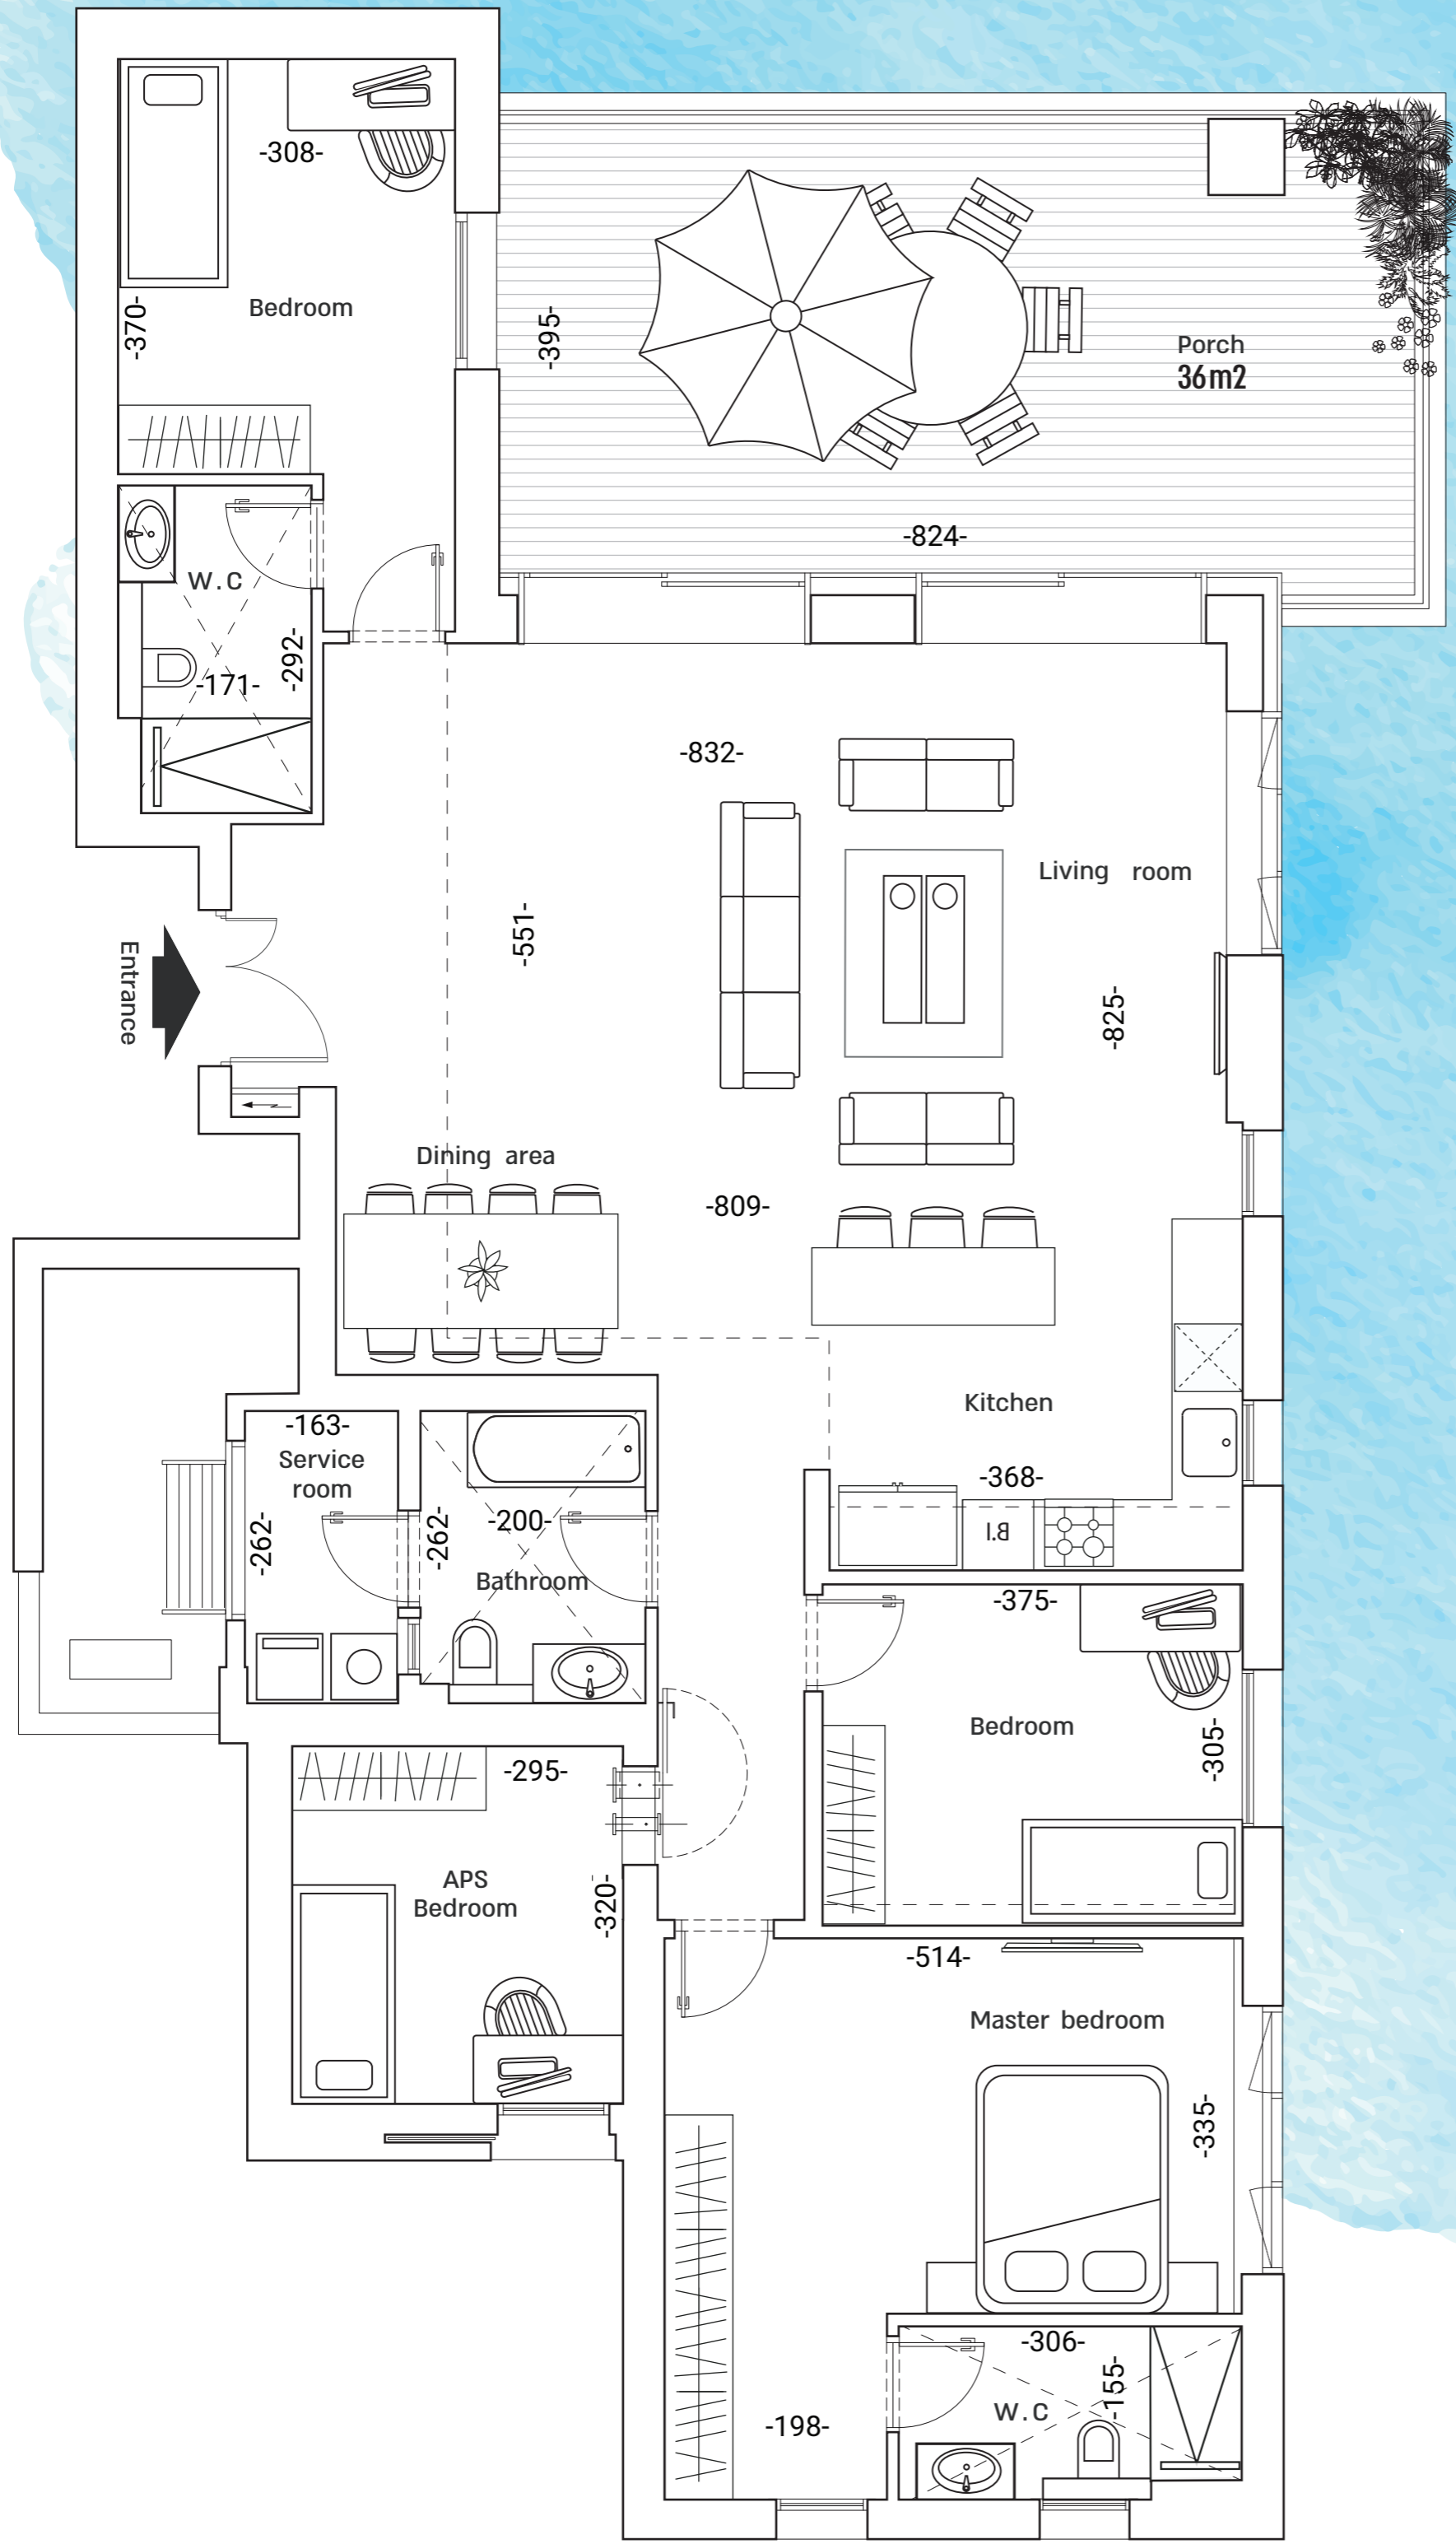 -308-
Bedroom
-370-
-395-
Porch
36m2
-824-
W.C
-292-
-171-
-832-
Living room
-551-
Entrance
-825-
Dining area
-809-
Kitchen
-368-
B.I
-163-
Service
room
-262-
-262-
-200-
Bathroom
-375-
Bedroom
-305-
-295-
APS
Bedroom
-320-
-514-
Master bedroom
-335-
-306-
-155-
W.C
-198-